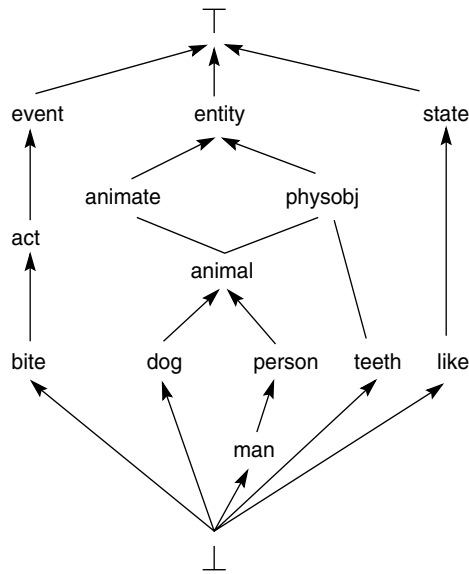 ⊤
event entity state
animate physobj
act
animal
bite dog person teeth like
man
⊥